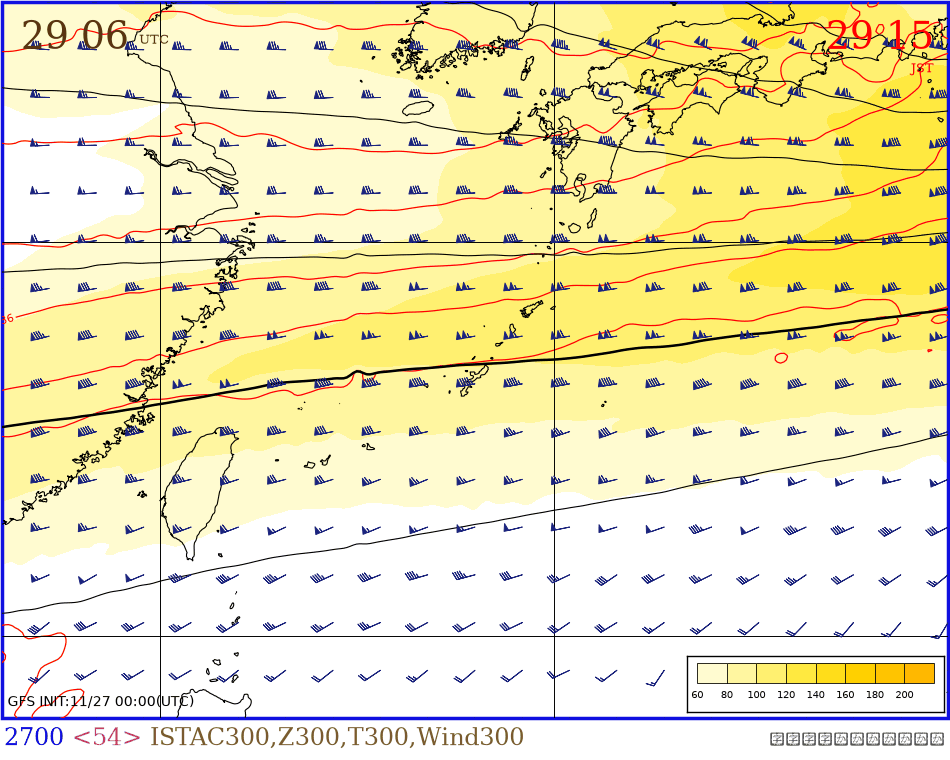 29 06 UTC
29 15
JST
36
GFS INIT:11/27 00:00(UTC)
60 80 100 120 140 160 180 200
2700 <54> ISTAC300,Z300,T300,Wind300